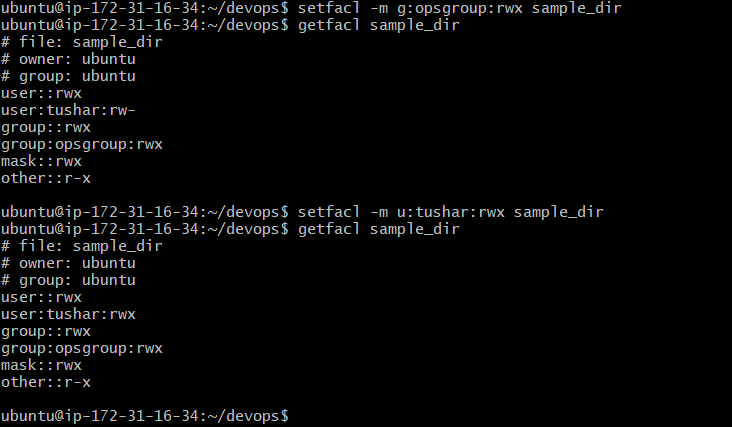 ubuntu@ip-172-31-16-34:~/devops$ setfacl -m g:opsgroup:rwx sample_dir
ubuntu@ip-172-31-16-34:~/devops$ getfacl sample_dir
# file: sample_dir
# owner: ubuntu
# group: ubuntu
user::rwx
user:tushar:rw-
group::rwx
group:opsgroup:rwx
mask::rwx
other::r-x

ubuntu@ip-172-31-16-34:~/devops$ setfacl -m u:tushar:rwx sample_dir
ubuntu@ip-172-31-16-34:~/devops$ getfacl sample_dir
# file: sample_dir
# owner: ubuntu
# group: ubuntu
user::rwx
user:tushar:rwx
group::rwx
group:opsgroup:rwx
mask::rwx
other::r-x

ubuntu@ip-172-31-16-34:~/devops$